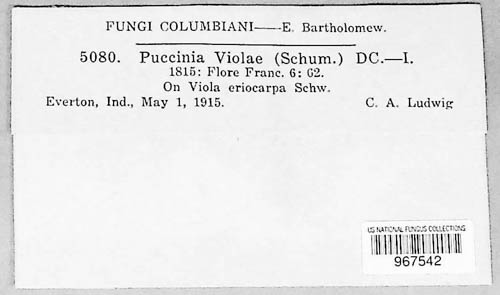 FUNGI COLUMBIANI——E. Bartholomew.
5080. Puccinia Violae (Schum.) DC.—I.
1815: Flore Franc. 6: 62.
On Viola eriocarpa Schw.
Everton, Ind., May 1, 1915. C. A. Ludwig
US NATIONAL FUNGUS COLLECTIONS
967542